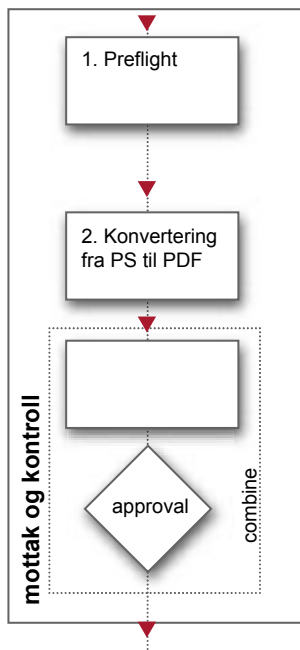 1. Preflight
2. Konvertering
fra PS til PDF
approval
combine
mottak og kontroll